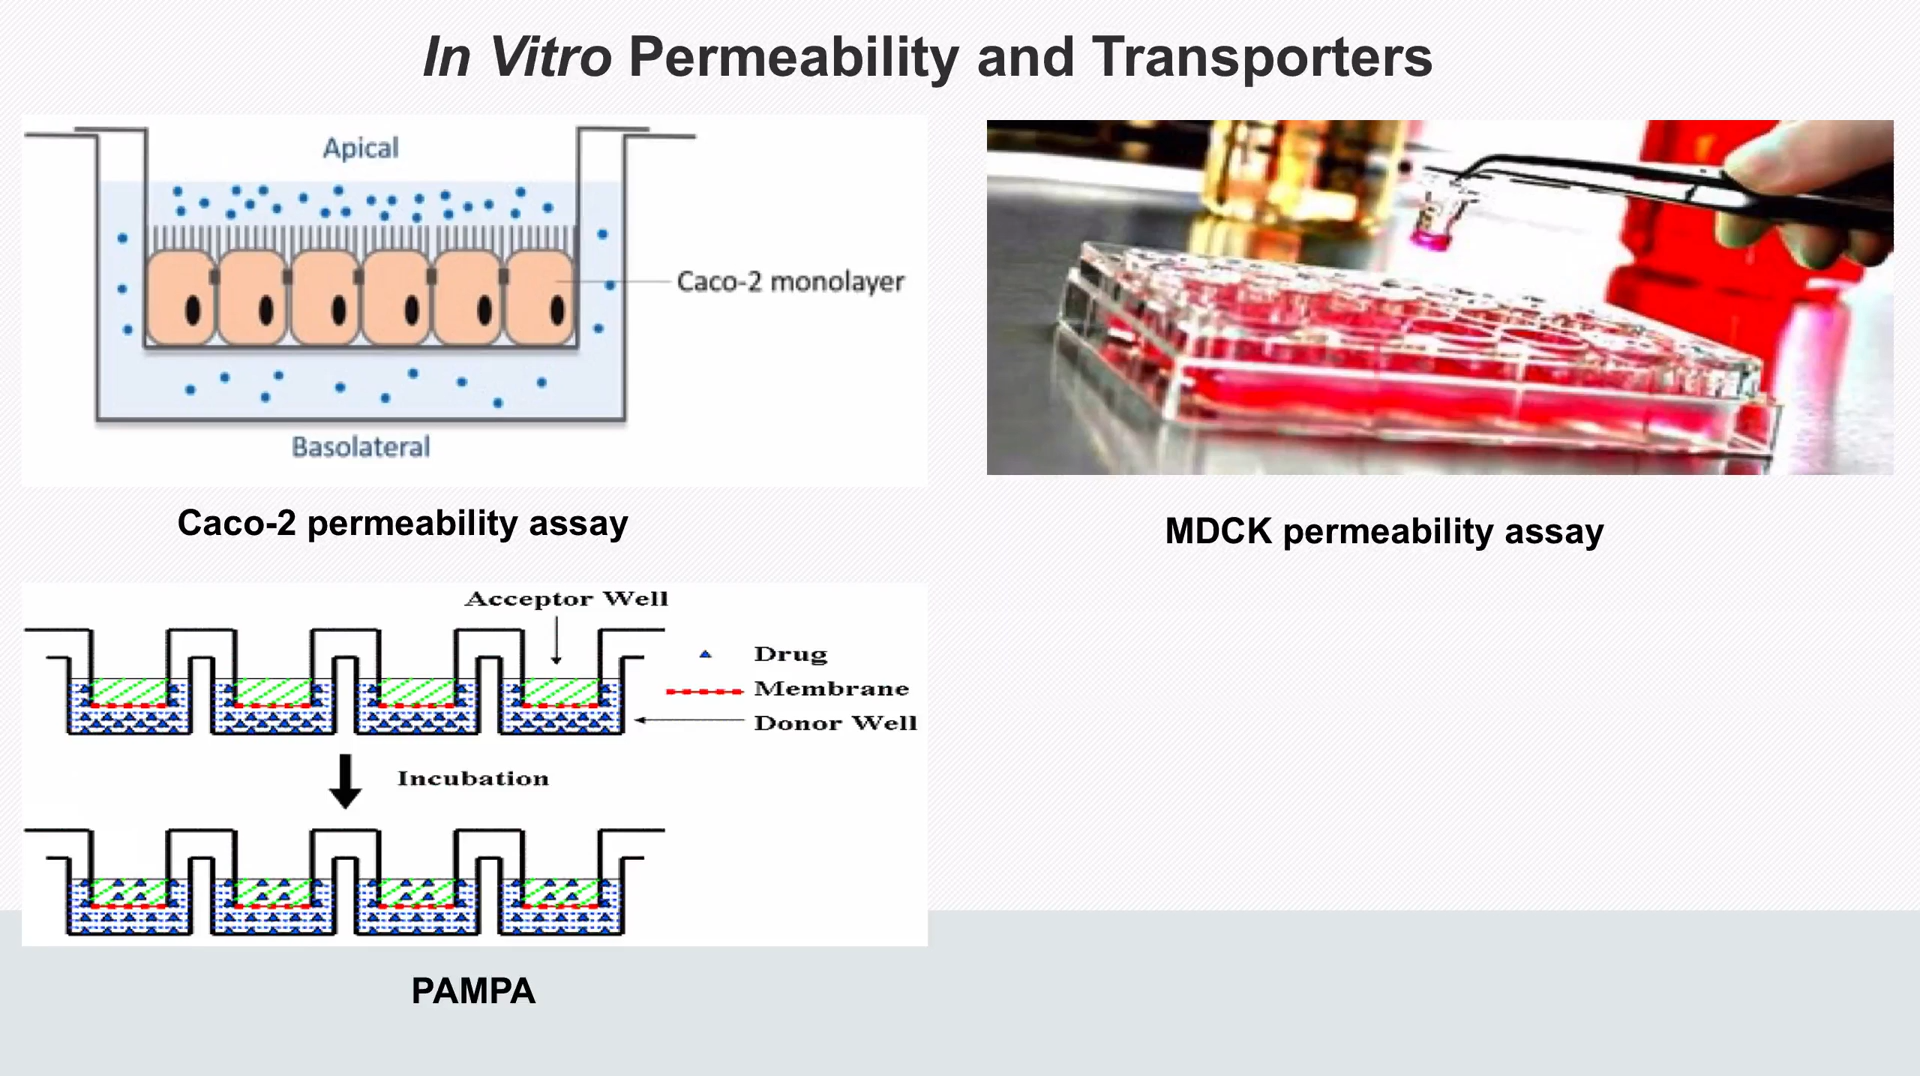 In Vitro Permeability and Transporters
Apical
Caco-2 monolayer
Basolateral
Caco-2 permeability assay
MDCK permeability assay
Acceptor Well
Drug
Membrane
Donor Well
Incubation
PAMPA